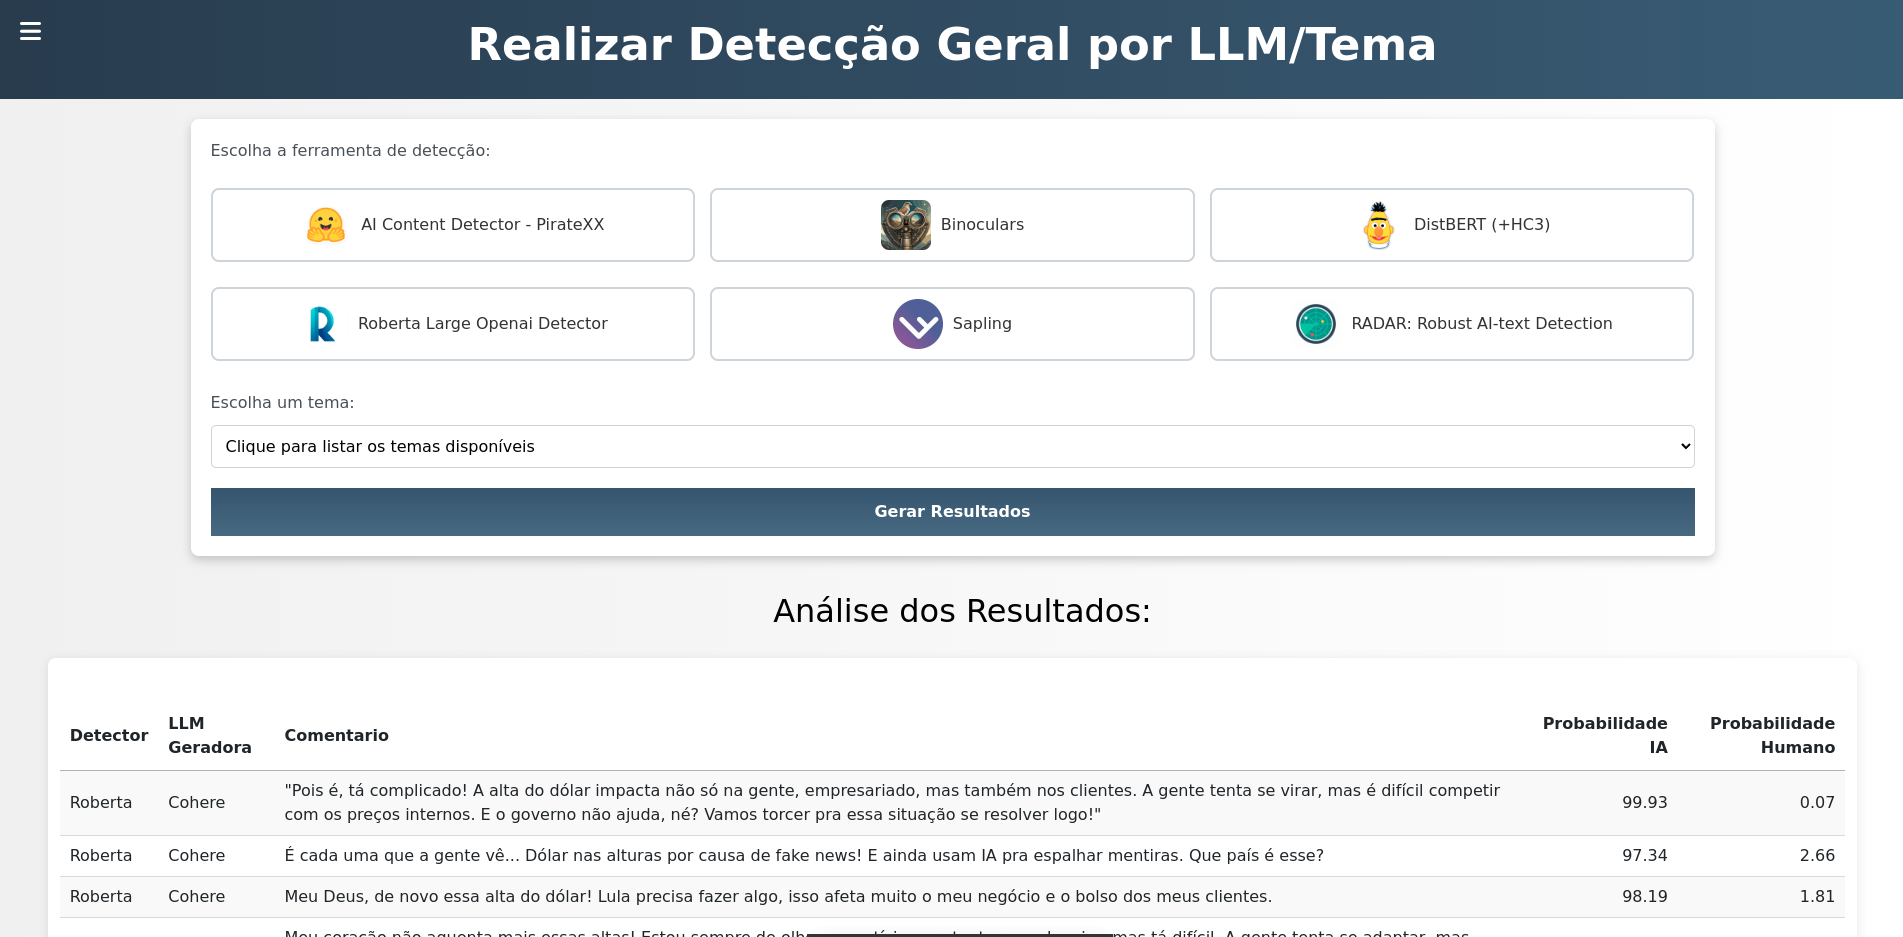 Realizar Detecção Geral por LLM/Tema
Escolha a ferramenta de detecção:
AI Content Detector - PirateXX
Binoculars
DistBERT (+HC3)
Roberta Large Openai Detector
Sapling
RADAR: Robust AI-text Detection
Escolha um tema:
Clique para listar os temas disponíveis
Gerar Resultados
Análise dos Resultados:
Detector LLM Geradora Comentario Probabilidade IA Probabilidade Humano
Roberta Cohere "Pois é, tá complicado! A alta do dólar impacta não só na gente, empresariado, mas também nos clientes. A gente tenta se virar, mas é difícil competir
com os preços internos. E o governo não ajuda, né? Vamos torcer pra essa situação se resolver logo!" 99.93 0.07
Roberta Cohere É cada uma que a gente vê... Dólar nas alturas por causa de fake news! E ainda usam IA pra espalhar mentiras. Que país é esse? 97.34 2.66
Roberta Cohere Meu Deus, de novo essa alta do dólar! Lula precisa fazer algo, isso afeta muito o meu negócio e o bolso dos meus clientes. 98.19 1.81
Meu coração não aguenta mais essas altas! Estou sempre de mas tá difícil. A gente tenta se adaptar, mas